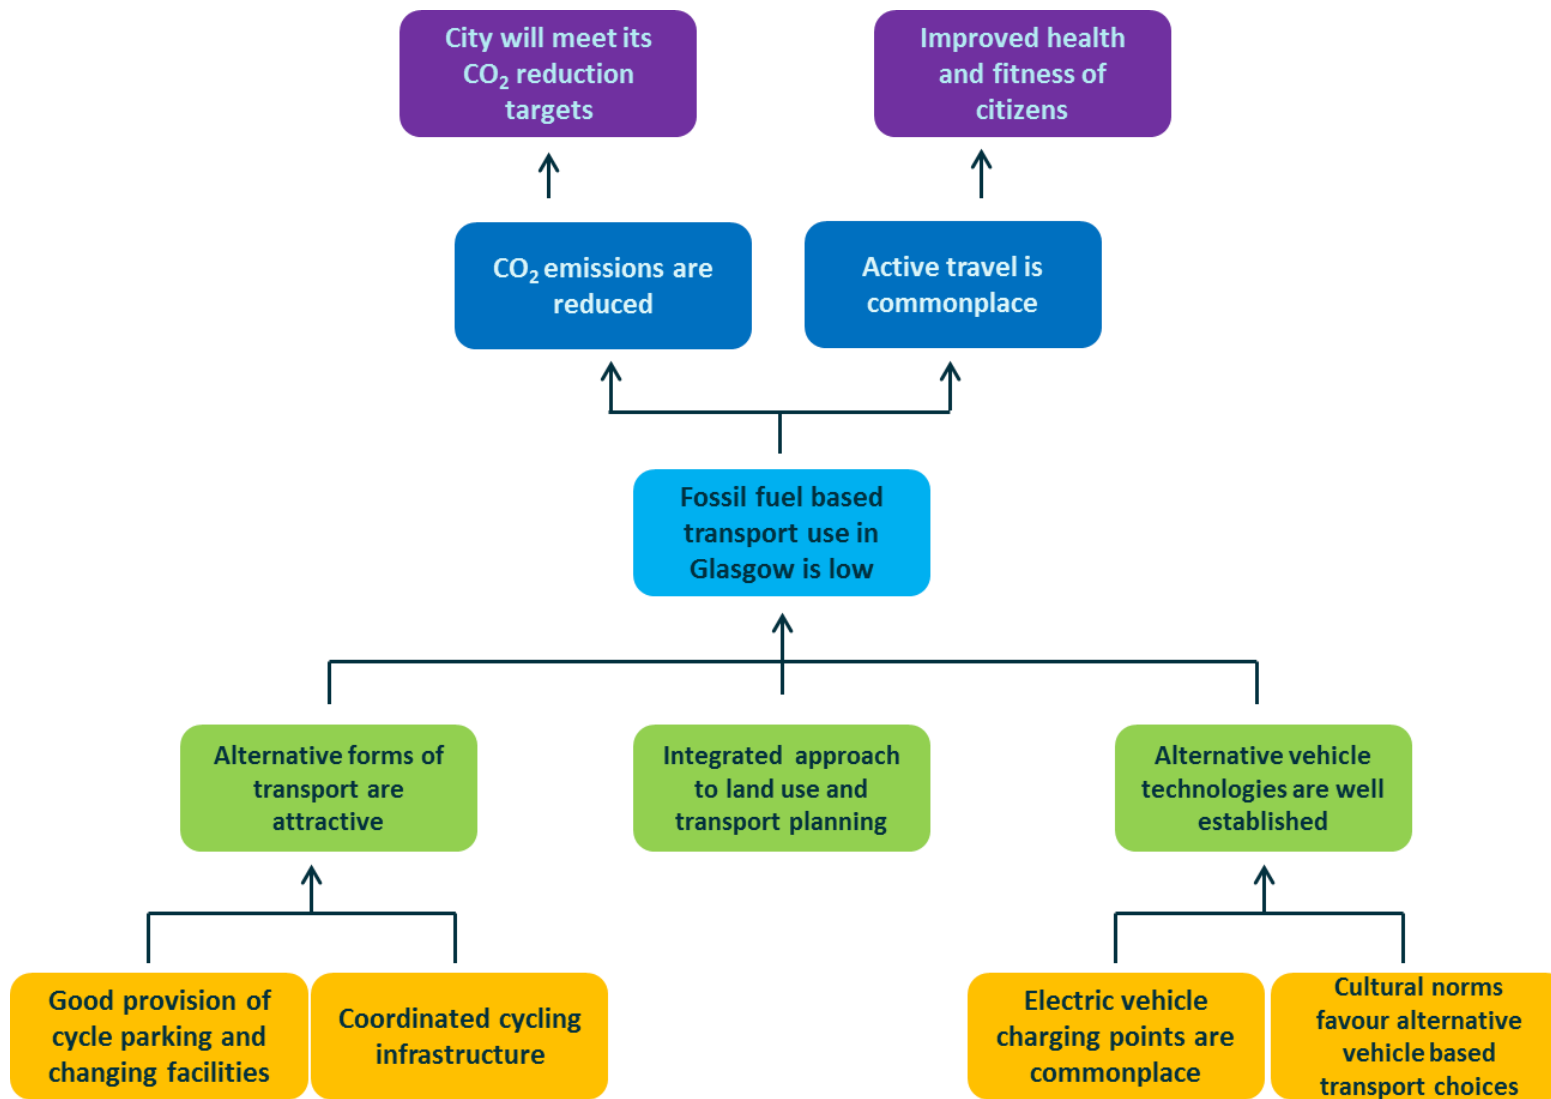 City will meet its
CO₂ reduction
targets
Improved health
and fitness of
citizens
CO₂ emissions are
reduced
Active travel is
commonplace
Fossil fuel based
transport use in
Glasgow is low
Alternative forms of
transport are
attractive
Integrated approach
to land use and
transport planning
Alternative vehicle
technologies are well
established
Good provision of
cycle parking and
changing facilities
Coordinated cycling
infrastructure
Electric vehicle
charging points are
commonplace
Cultural norms
favour alternative
vehicle based
transport choices